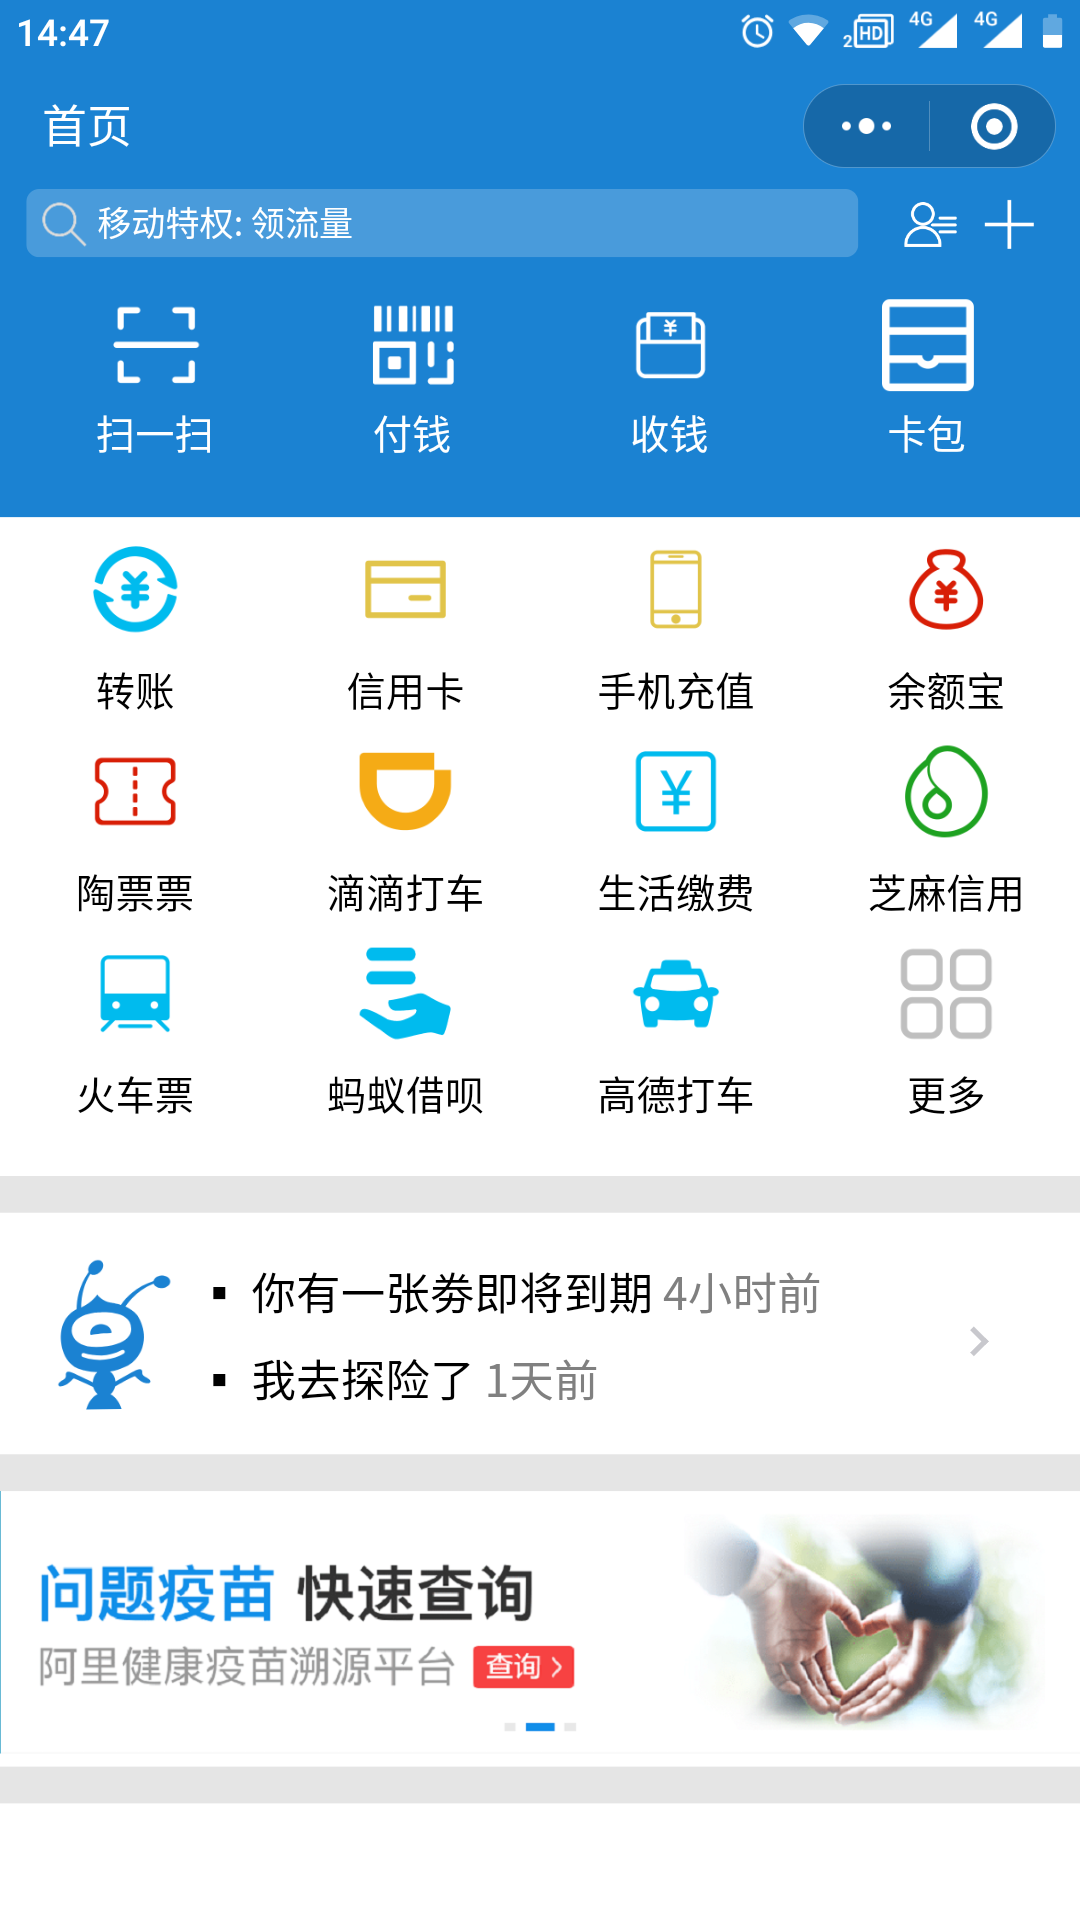 14:47
2 HD 4G 4G
首页
移动特权: 领流量
扫一扫 付钱 收钱 卡包
转账 信用卡 手机充值 余额宝
陶票票 滴滴打车 生活缴费 芝麻信用
火车票 蚂蚁借呗 高德打车 更多
▪ 你有一张券即将到期 4小时前
▪ 我去探险了 1天前
问题疫苗 快速查询
阿里健康疫苗溯源平台 查询 >